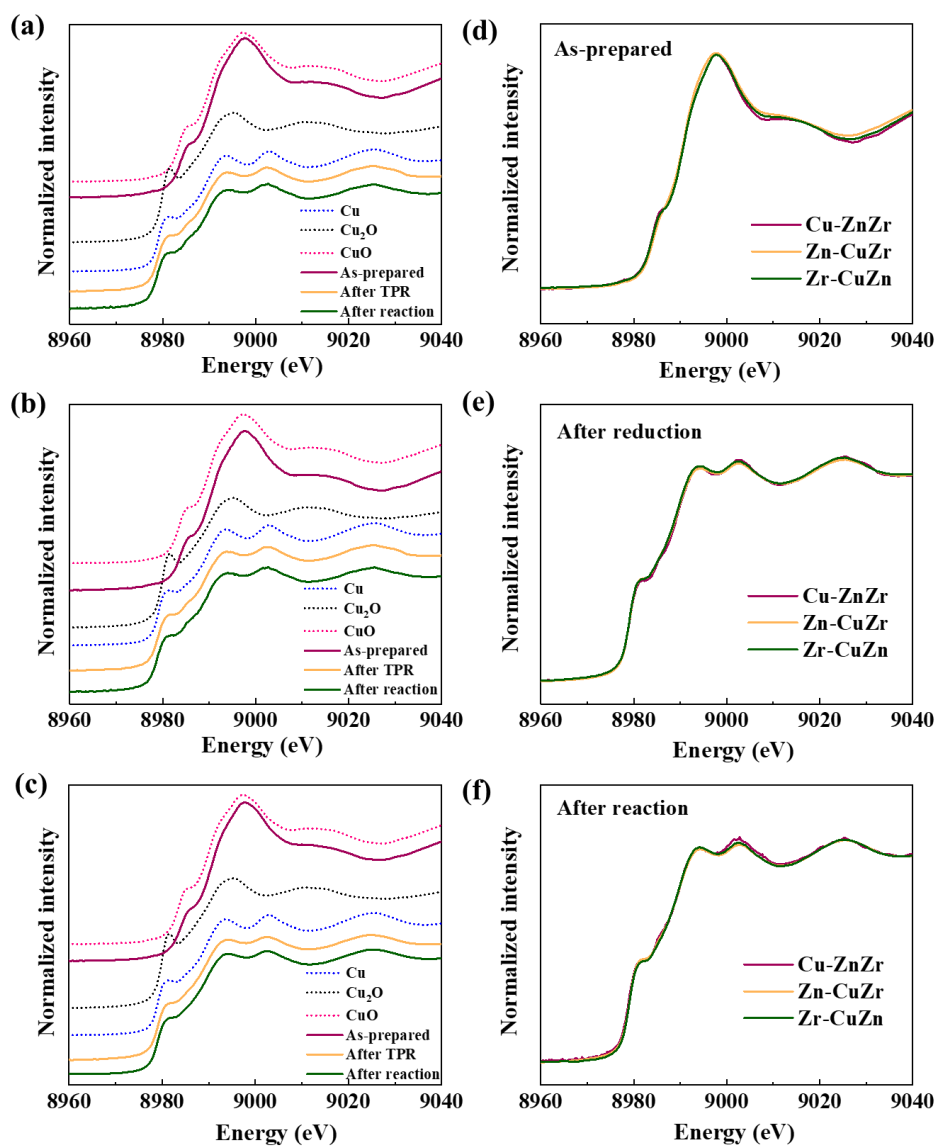 (a)
Normalized intensity
Cu
Cu₂O
CuO
As-prepared
After TPR
After reaction
8960 8980 9000 9020 9040
Energy (eV)
(d)
As-prepared
Normalized intensity
Cu-ZnZr
Zn-CuZr
Zr-CuZn
8960 8980 9000 9020 9040
Energy (eV)
(b)
Normalized intensity
Cu
Cu₂O
CuO
As-prepared
After TPR
After reaction
8960 8980 9000 9020 9040
Energy (eV)
(e)
After reduction
Normalized intensity
Cu-ZnZr
Zn-CuZr
Zr-CuZn
8960 8980 9000 9020 9040
Energy (eV)
(c)
Normalized intensity
Cu
Cu₂O
CuO
As-prepared
After TPR
After reaction
8960 8980 9000 9020 9040
Energy (eV)
(f)
After reaction
Normalized intensity
Cu-ZnZr
Zn-CuZr
Zr-CuZn
8960 8980 9000 9020 9040
Energy (eV)